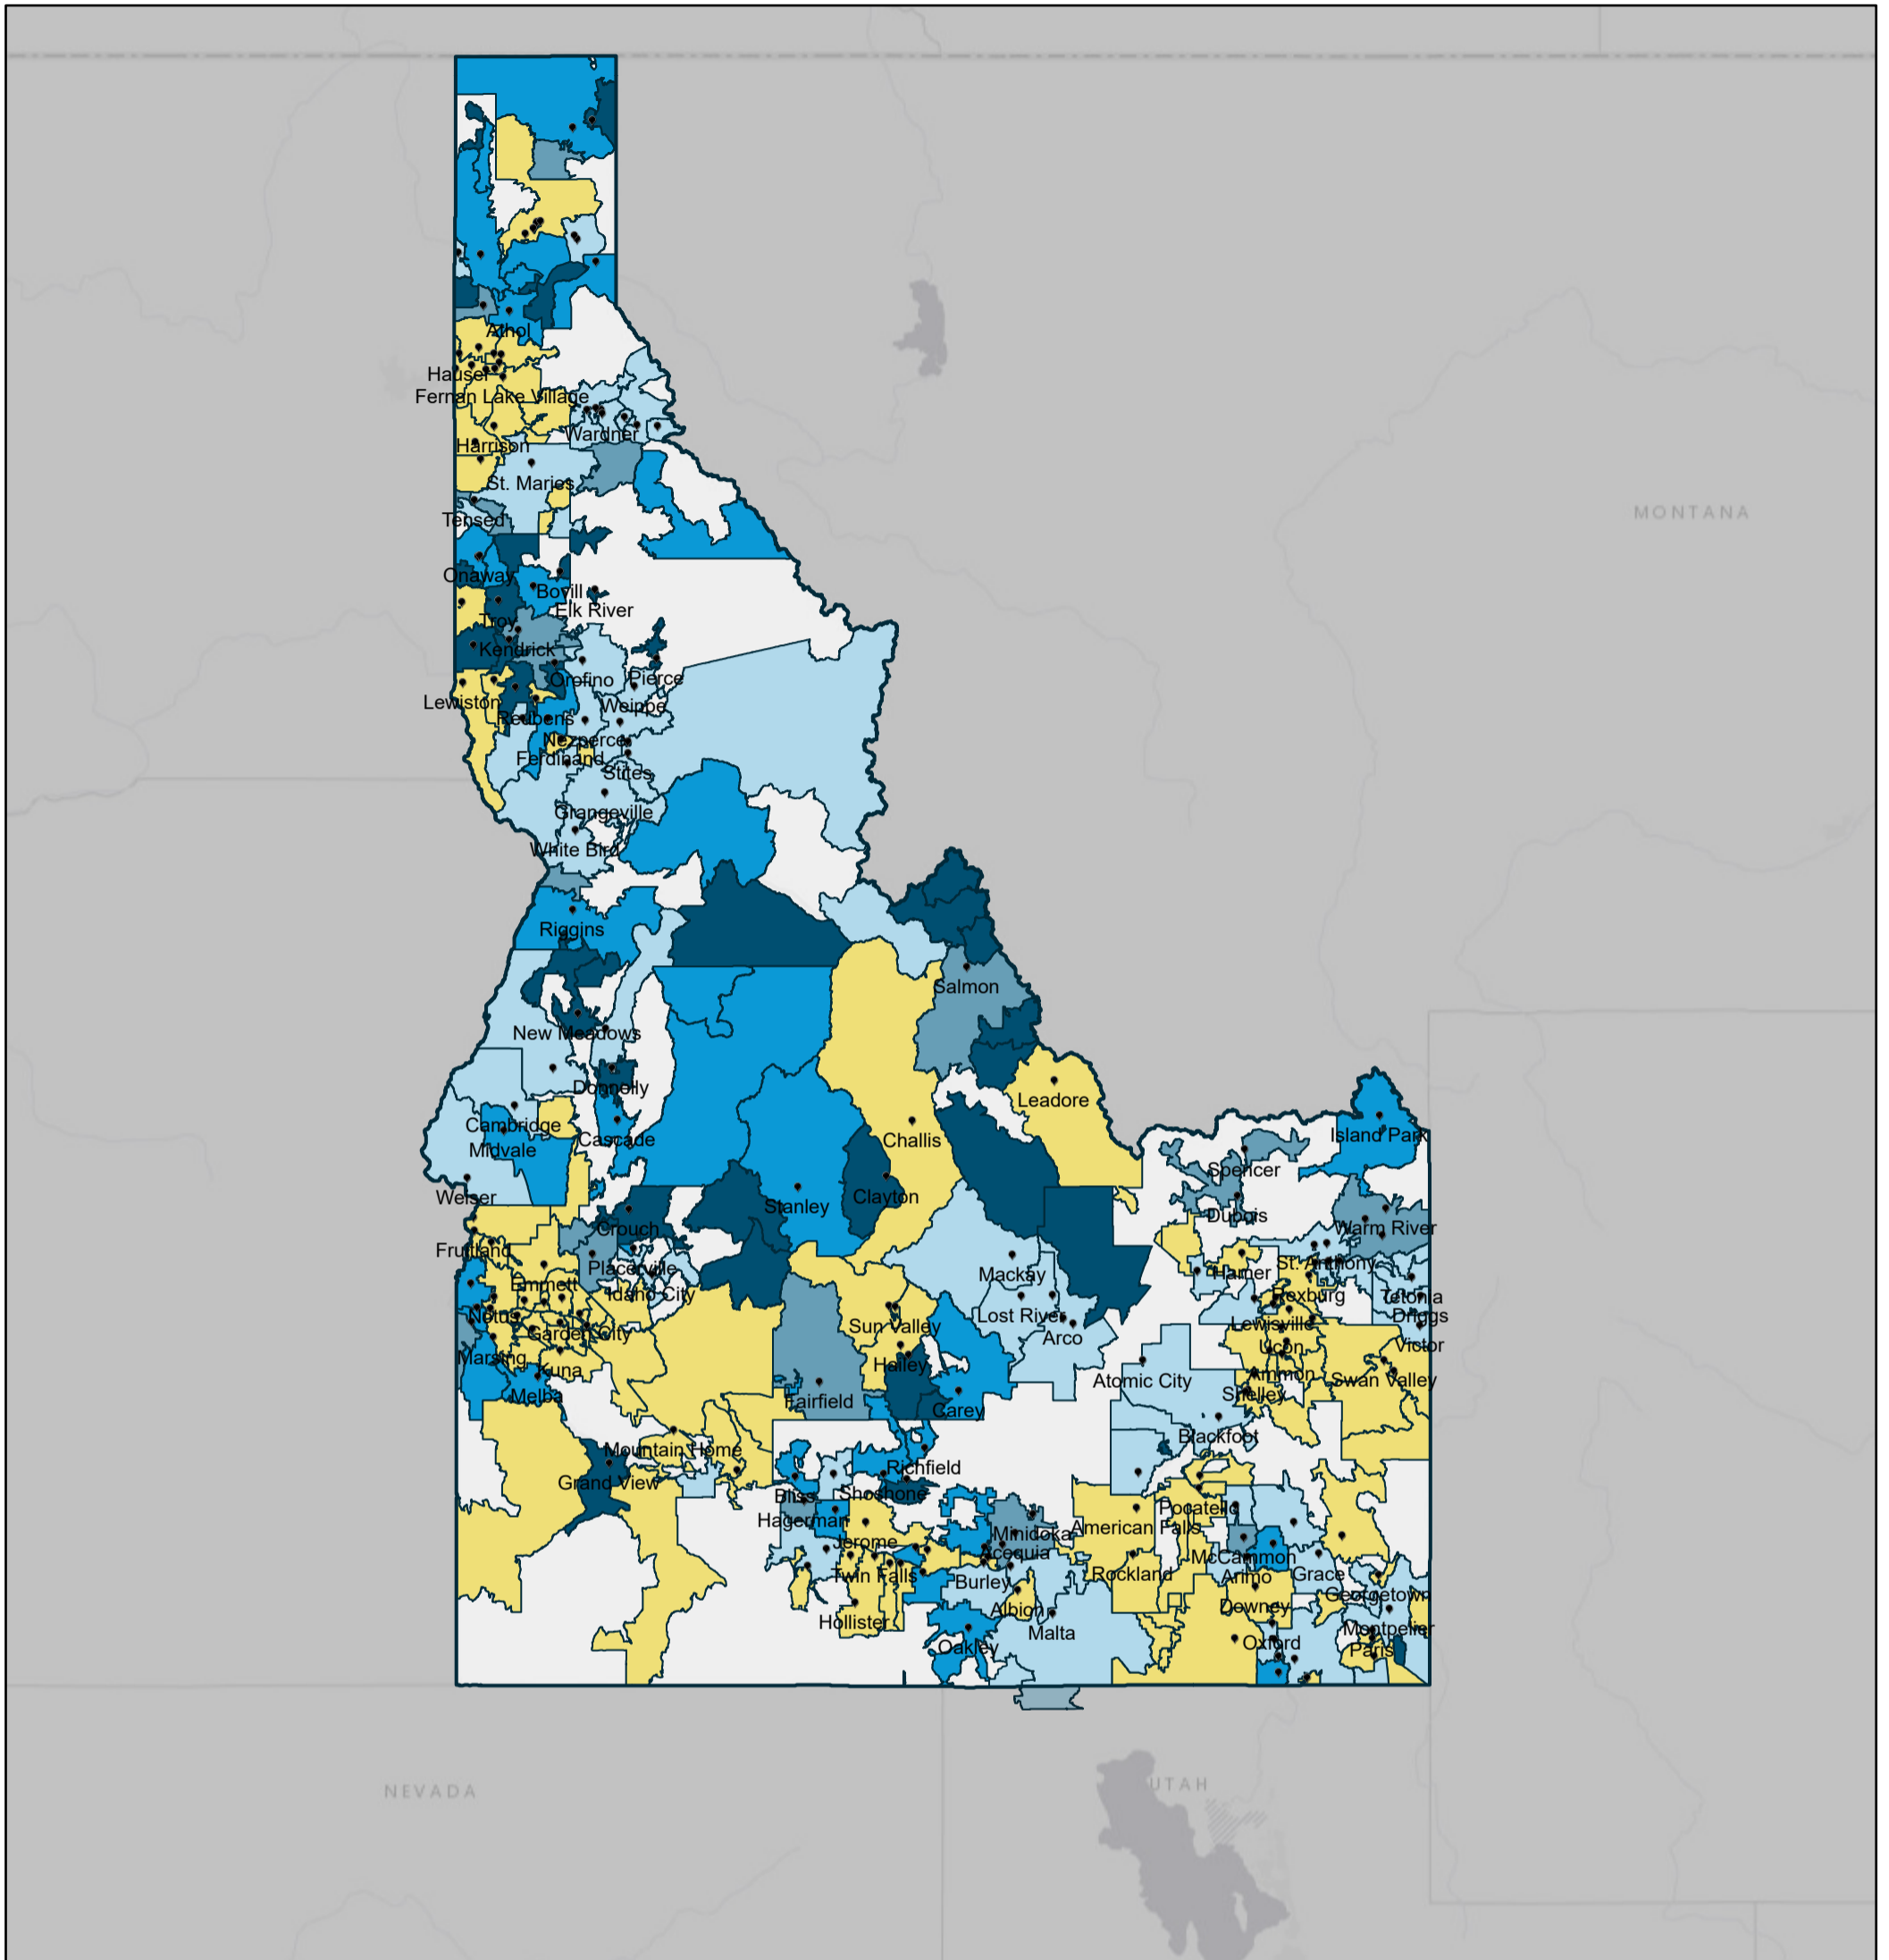 Athol
Hauser
Fernan Lake Village
Wardner
Harrison
St. Maries
MONTANA
Tensed
Onaway
Bovill
Elk River
Troy
Kendrick
Orofino
Pierce
Lewiston
Weippe
Reubens
Nezperce
Ferdinand
Stites
Grangeville
White Bird
Riggins
Salmon
New Meadows
Donnelly
Leadore
Cambridge
Cascade
Challis
Island Park
Midvale
Spencer
Weiser
Stanley
Clayton
Dubois
Crouch
Warm River
Fruitland
Placerville
Mackay
Hamer
St. Anthony
Emmett
Idaho City
Rexburg
Tetonia
Notus
Lost River
Driggs
Garden City
Sun Valley
Arco
Lewisville
Victor
Marsing
Kuna
Hailey
Ucon
Melba
Fairfield
Carey
Atomic City
Ammon
Swan Valley
Shelley
Blackfoot
Mountain Home
Grand View
Richfield
Bliss
Shoshone
Hagerman
Pocatello
American Falls
Minidoka
Jerome
Acequia
McCammon
Twin Falls
Burley
Rockland
Arimo
Grace
Georgetown
Albion
Downey
Hollister
Malta
Montpelier
Oakley
Oxford
Paris
NEVADA
UTAH